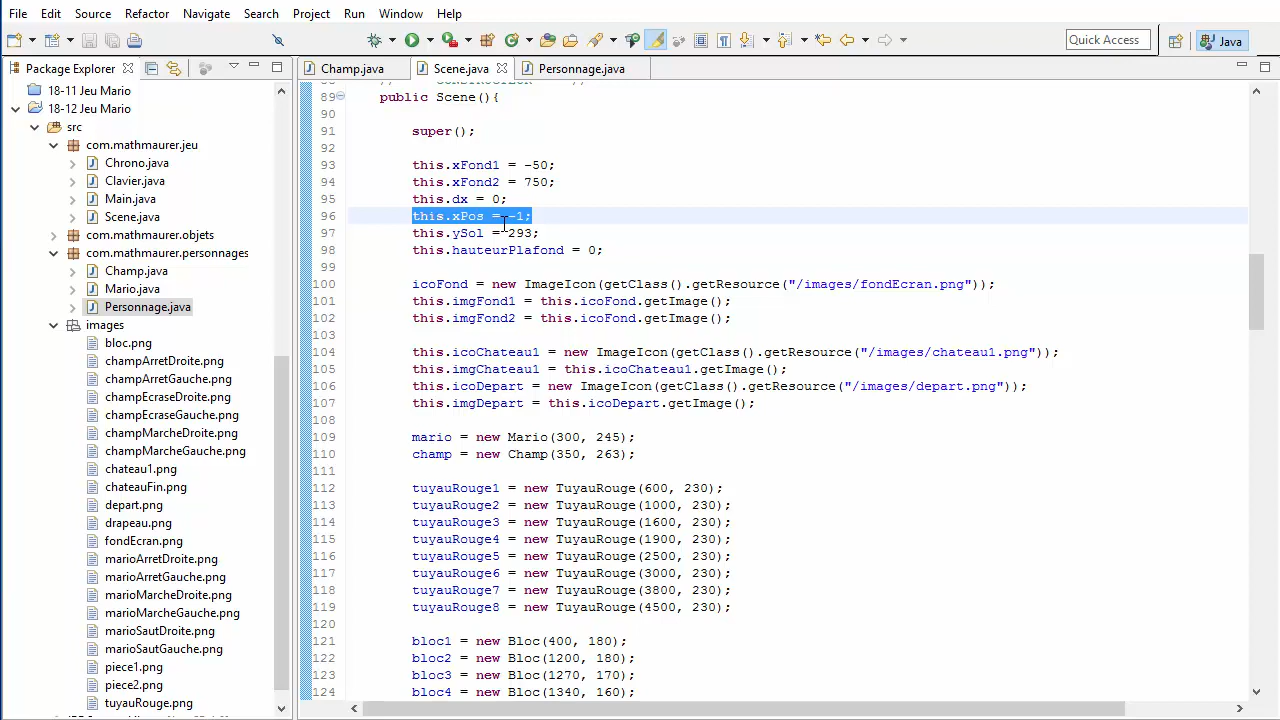 File Edit Source Refactor Navigate Search Project Run Window Help
Quick Access Java
Package Explorer
18-11 Jeu Mario
18-12 Jeu Mario
src
com.mathmaurer.jeu
Chrono.java
Clavier.java
Main.java
Scene.java
com.mathmaurer.objets
com.mathmaurer.personnages
Champ.java
Mario.java
Personnage.java
images
bloc.png
champArretDroite.png
champArretGauche.png
champEcraseDroite.png
champEcraseGauche.png
champMarcheDroite.png
champMarcheGauche.png
chateau1.png
chateauFin.png
depart.png
drapeau.png
fondEcran.png
marioArretDroite.png
marioArretGauche.png
marioMarcheDroite.png
marioMarcheGauche.png
marioSautDroite.png
marioSautGauche.png
piece1.png
piece2.png
tuyauRouge.png
Champ.java Scene.java Personnage.java
89 public Scene(){
90
91 super();
92
93 this.xFond1 = -50;
94 this.xFond2 = 750;
95 this.dx = 0;
96 this.xPos = -1;
97 this.ySol = 293;
98 this.hauteurPlafond = 0;
99
100 icoFond = new ImageIcon(getClass().getResource("/images/fondEcran.png"));
101 this.imgFond1 = this.icoFond.getImage();
102 this.imgFond2 = this.icoFond.getImage();
103
104 this.icoChateau1 = new ImageIcon(getClass().getResource("/images/chateau1.png"));
105 this.imgChateau1 = this.icoChateau1.getImage();
106 this.icoDepart = new ImageIcon(getClass().getResource("/images/depart.png"));
107 this.imgDepart = this.icoDepart.getImage();
108
109 mario = new Mario(300, 245);
110 champ = new Champ(350, 263);
111
112 tuyauRouge1 = new TuyauRouge(600, 230);
113 tuyauRouge2 = new TuyauRouge(1000, 230);
114 tuyauRouge3 = new TuyauRouge(1600, 230);
115 tuyauRouge4 = new TuyauRouge(1900, 230);
116 tuyauRouge5 = new TuyauRouge(2500, 230);
117 tuyauRouge6 = new TuyauRouge(3000, 230);
118 tuyauRouge7 = new TuyauRouge(3800, 230);
119 tuyauRouge8 = new TuyauRouge(4500, 230);
120
121 bloc1 = new Bloc(400, 180);
122 bloc2 = new Bloc(1200, 180);
123 bloc3 = new Bloc(1270, 170);
124 bloc4 = new Bloc(1340, 160);